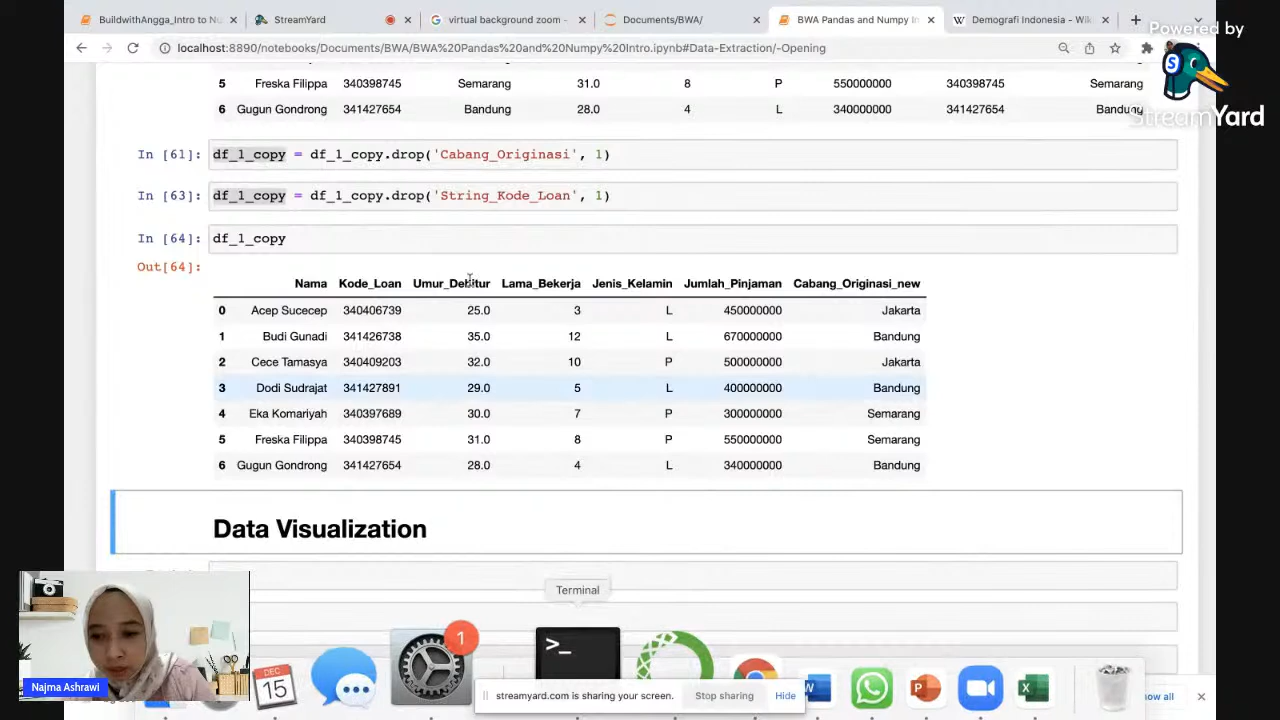 BuildwithAngga_Intro to Nu
StreamYard
virtual background zoom -
Documents/BWA/
BWA Pandas and Numpy In
Demografi Indonesia - Wik
Powered by
StreamYard
localhost:8890/notebooks/Documents/BWA/BWA%20Pandas%20and%20Numpy%20Intro.ipynb#Data-Extraction/-Opening
5 Freska Filippa 340398745 Semarang 31.0 8 P 550000000 340398745 Semarang
6 Gugun Gondrong 341427654 Bandung 28.0 4 L 340000000 341427654 Bandung
In [61]: df_1_copy = df_1_copy.drop('Cabang_Originasi', 1)
In [63]: df_1_copy = df_1_copy.drop('String_Kode_Loan', 1)
In [64]: df_1_copy
Out[64]:
Nama Kode_Loan Umur_Debitur Lama_Bekerja Jenis_Kelamin Jumlah_Pinjaman Cabang_Originasi_new
0 Acep Sucecep 340406739 25.0 3 L 450000000 Jakarta
1 Budi Gunadi 341426738 35.0 12 L 670000000 Bandung
2 Cece Tamasya 340409203 32.0 10 P 500000000 Jakarta
3 Dodi Sudrajat 341427891 29.0 5 L 400000000 Bandung
4 Eka Komariyah 340397689 30.0 7 P 300000000 Semarang
5 Freska Filippa 340398745 31.0 8 P 550000000 Semarang
6 Gugun Gondrong 341427654 28.0 4 L 340000000 Bandung
Data Visualization
Terminal
1
>_
DEC
15
W
P
X
Najma Ashrawi
streamyard.com is sharing your screen.
Stop sharing
Hide